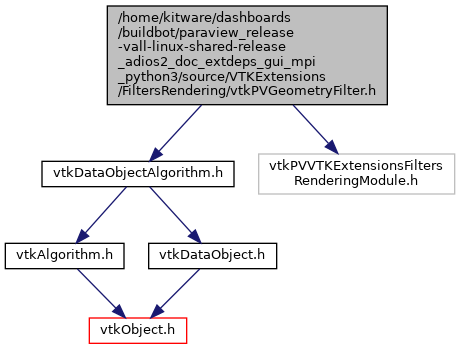 /home/kitware/dashboards
/buildbot/paraview_release
-vall-linux-shared-release
_adios2_doc_extdeps_gui_mpi
_python3/source/VTKExtensions
/FiltersRendering/vtkPVGeometryFilter.h
vtkDataObjectAlgorithm.h
vtkPVVTKExtensionsFilters
RenderingModule.h
vtkAlgorithm.h
vtkDataObject.h
vtkObject.h